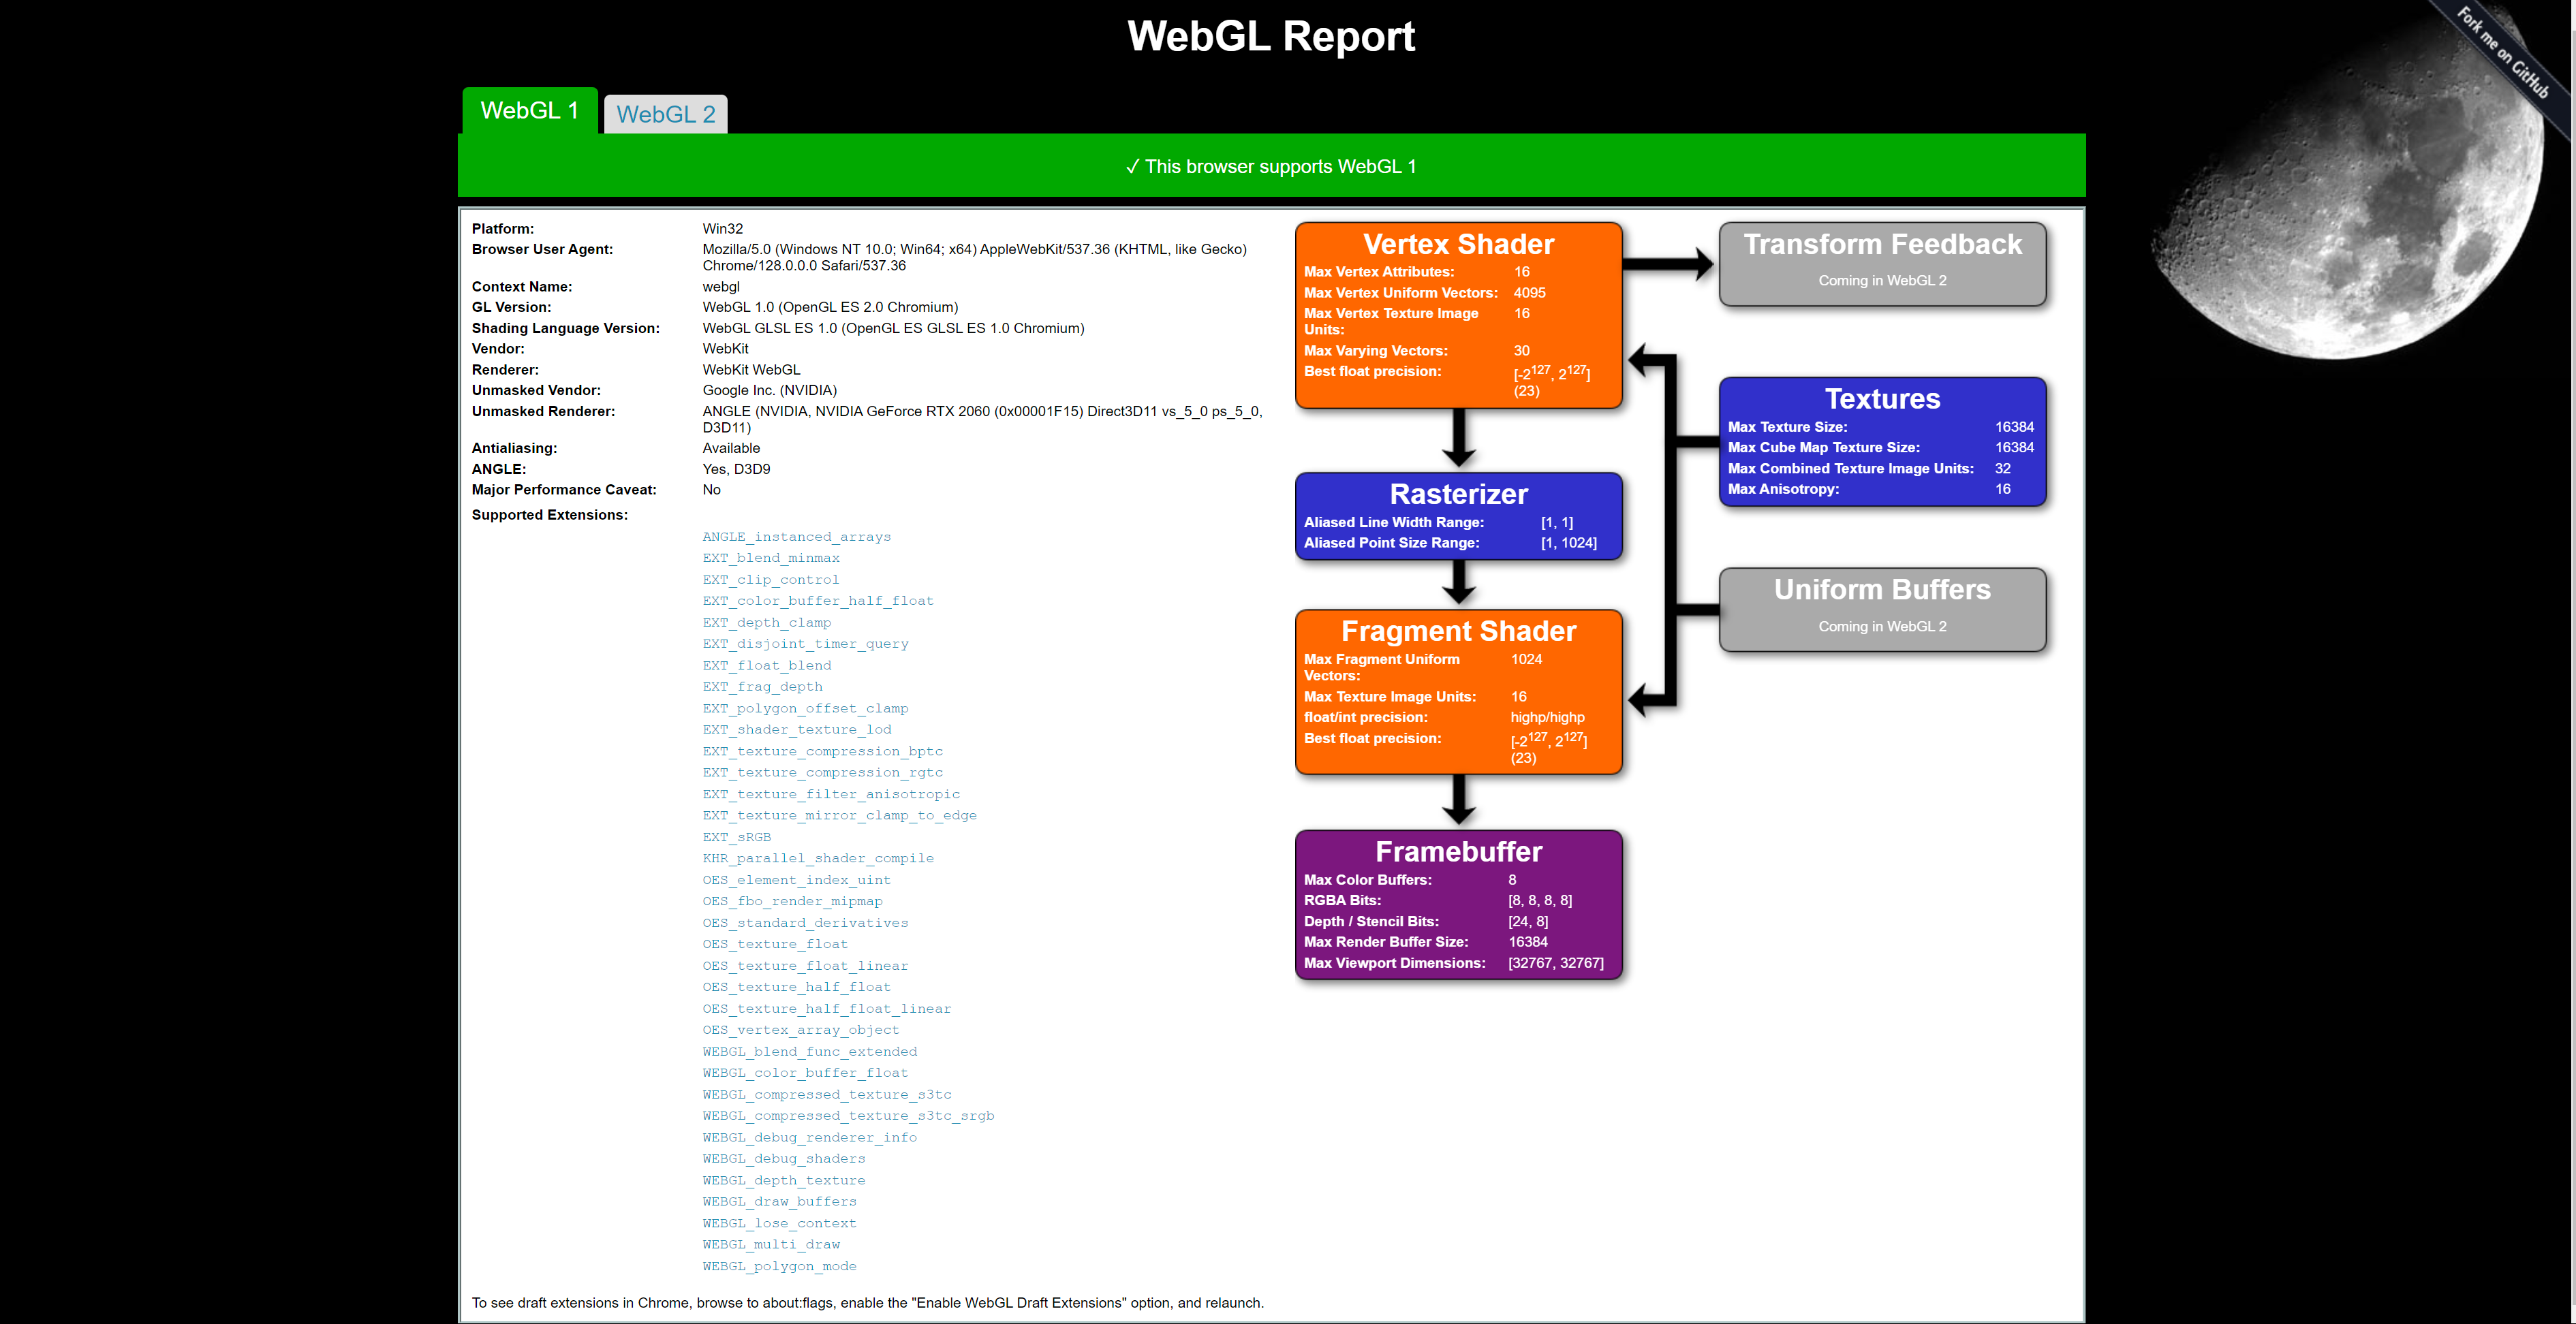 WebGL Report
Fork me on GitHub
WebGL 1
WebGL 2
✓ This browser supports WebGL 1
Platform: Win32
Browser User Agent: Mozilla/5.0 (Windows NT 10.0; Win64; x64) AppleWebKit/537.36 (KHTML, like Gecko)
Chrome/128.0.0.0 Safari/537.36
Context Name: webgl
GL Version: WebGL 1.0 (OpenGL ES 2.0 Chromium)
Shading Language Version: WebGL GLSL ES 1.0 (OpenGL ES GLSL ES 1.0 Chromium)
Vendor: WebKit
Renderer: WebKit WebGL
Unmasked Vendor: Google Inc. (NVIDIA)
Unmasked Renderer: ANGLE (NVIDIA, NVIDIA GeForce RTX 2060 (0x00001F15) Direct3D11 vs_5_0 ps_5_0,
D3D11)
Antialiasing: Available
ANGLE: Yes, D3D9
Major Performance Caveat: No
Supported Extensions:
ANGLE_instanced_arrays
EXT_blend_minmax
EXT_clip_control
EXT_color_buffer_half_float
EXT_depth_clamp
EXT_disjoint_timer_query
EXT_float_blend
EXT_frag_depth
EXT_polygon_offset_clamp
EXT_shader_texture_lod
EXT_texture_compression_bptc
EXT_texture_compression_rgtc
EXT_texture_filter_anisotropic
EXT_texture_mirror_clamp_to_edge
EXT_sRGB
KHR_parallel_shader_compile
OES_element_index_uint
OES_fbo_render_mipmap
OES_standard_derivatives
OES_texture_float
OES_texture_float_linear
OES_texture_half_float
OES_texture_half_float_linear
OES_vertex_array_object
WEBGL_blend_func_extended
WEBGL_color_buffer_float
WEBGL_compressed_texture_s3tc
WEBGL_compressed_texture_s3tc_srgb
WEBGL_debug_renderer_info
WEBGL_debug_shaders
WEBGL_depth_texture
WEBGL_draw_buffers
WEBGL_lose_context
WEBGL_multi_draw
WEBGL_polygon_mode
To see draft extensions in Chrome, browse to about:flags, enable the "Enable WebGL Draft Extensions" option, and relaunch.
Vertex Shader
Max Vertex Attributes: 16
Max Vertex Uniform Vectors: 4095
Max Vertex Texture Image 16
Units:
Max Varying Vectors: 30
Best float precision: [-2^127, 2^127]
(23)
Rasterizer
Aliased Line Width Range: [1, 1]
Aliased Point Size Range: [1, 1024]
Fragment Shader
Max Fragment Uniform 1024
Vectors:
Max Texture Image Units: 16
float/int precision: highp/highp
Best float precision: [-2^127, 2^127]
(23)
Framebuffer
Max Color Buffers: 8
RGBA Bits: [8, 8, 8, 8]
Depth / Stencil Bits: [24, 8]
Max Render Buffer Size: 16384
Max Viewport Dimensions: [32767, 32767]
Transform Feedback
Coming in WebGL 2
Textures
Max Texture Size: 16384
Max Cube Map Texture Size: 16384
Max Combined Texture Image Units: 32
Max Anisotropy: 16
Uniform Buffers
Coming in WebGL 2